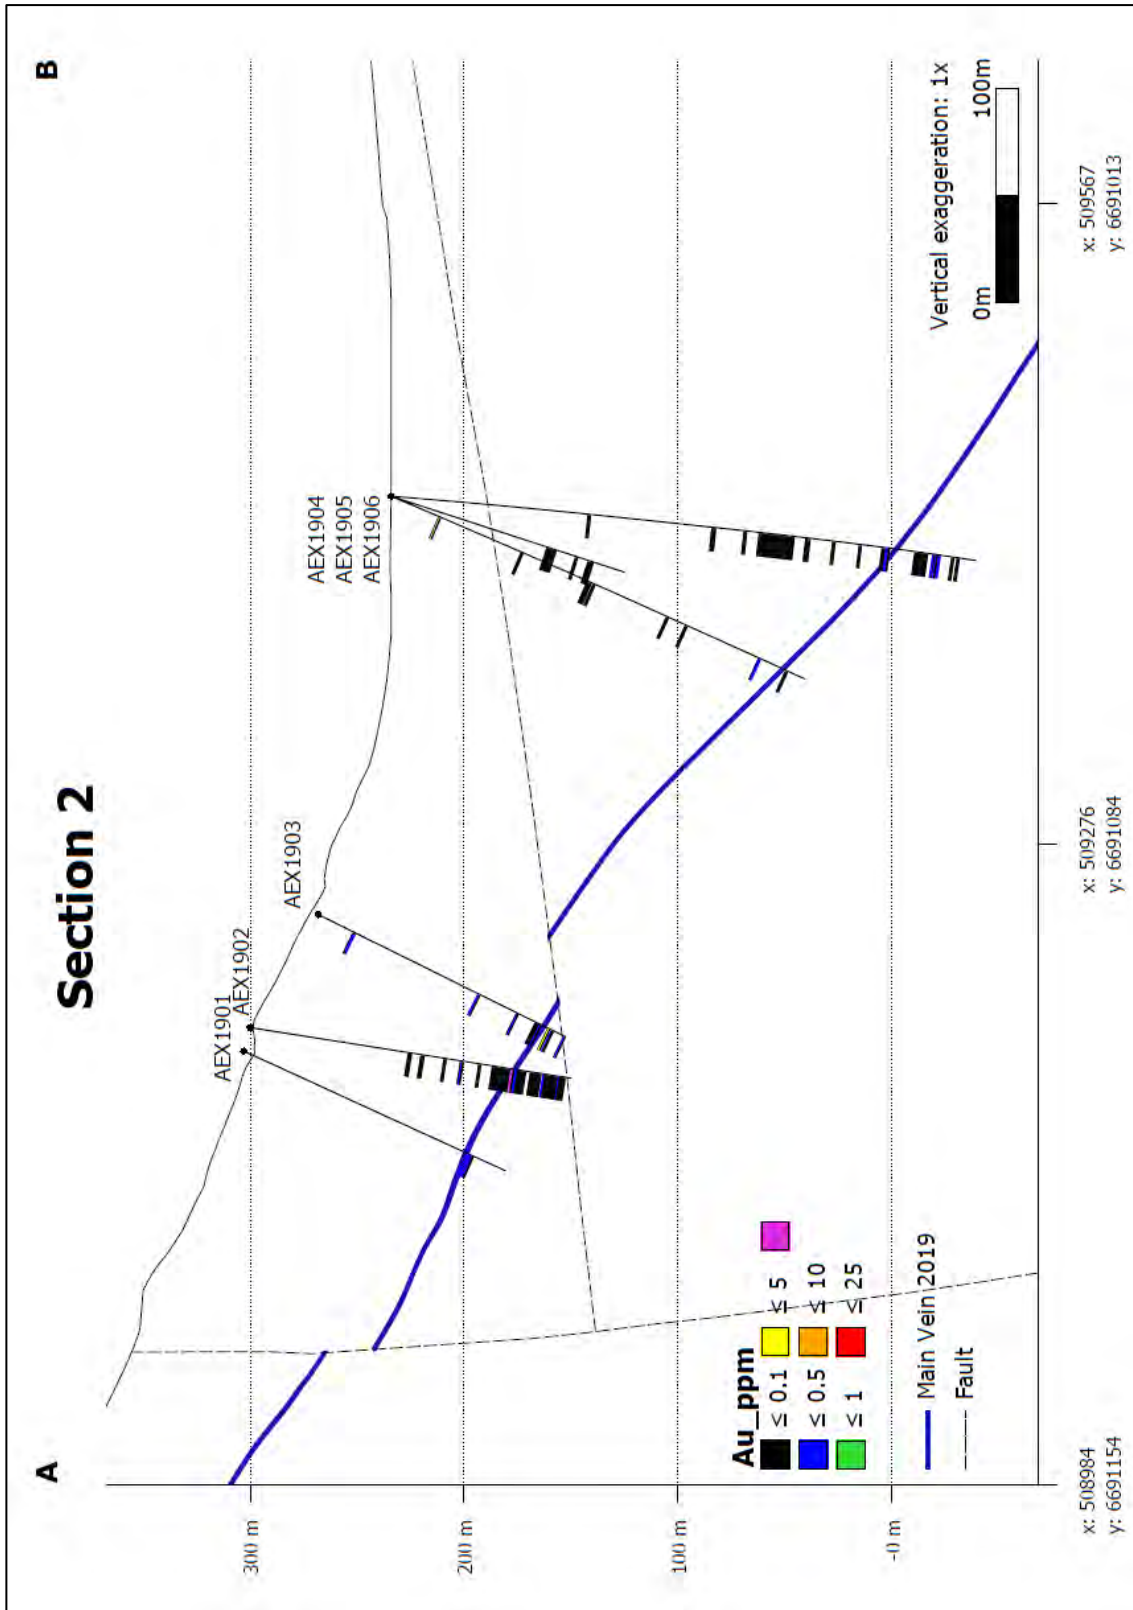 Section 2
A
B
AEX1901
AEX1902
AEX1903
AEX1904
AEX1905
AEX1906
300 m
200 m
100 m
-0 m
Au_ppm
≤ 0.1
≤ 5
≤ 0.5
≤ 10
≤ 1
≤ 25
Main Vein 2019
Fault
Vertical exaggeration: 1x
0m
100m
x: 508984
y: 6691154
x: 509276
y: 6691084
x: 509567
y: 6691013